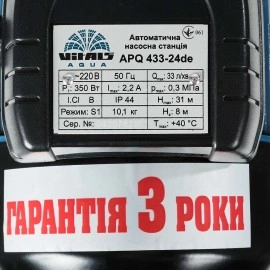 VITALS
AQUA
Автоматична
насосна станція
APQ 433-24de
061
~220 В 50 Гц Qmax: 33 л/хв
P₁: 350 Вт Imax: 2,2 А p: 0,3 МПа
I.Cl B IP 44 Hmax: 31 м
Режим: S1 10,1 кг Hs: 8 м
Сер. №: Tmax: +40 °C
ГАРАНТІЯ 3 РОКИ